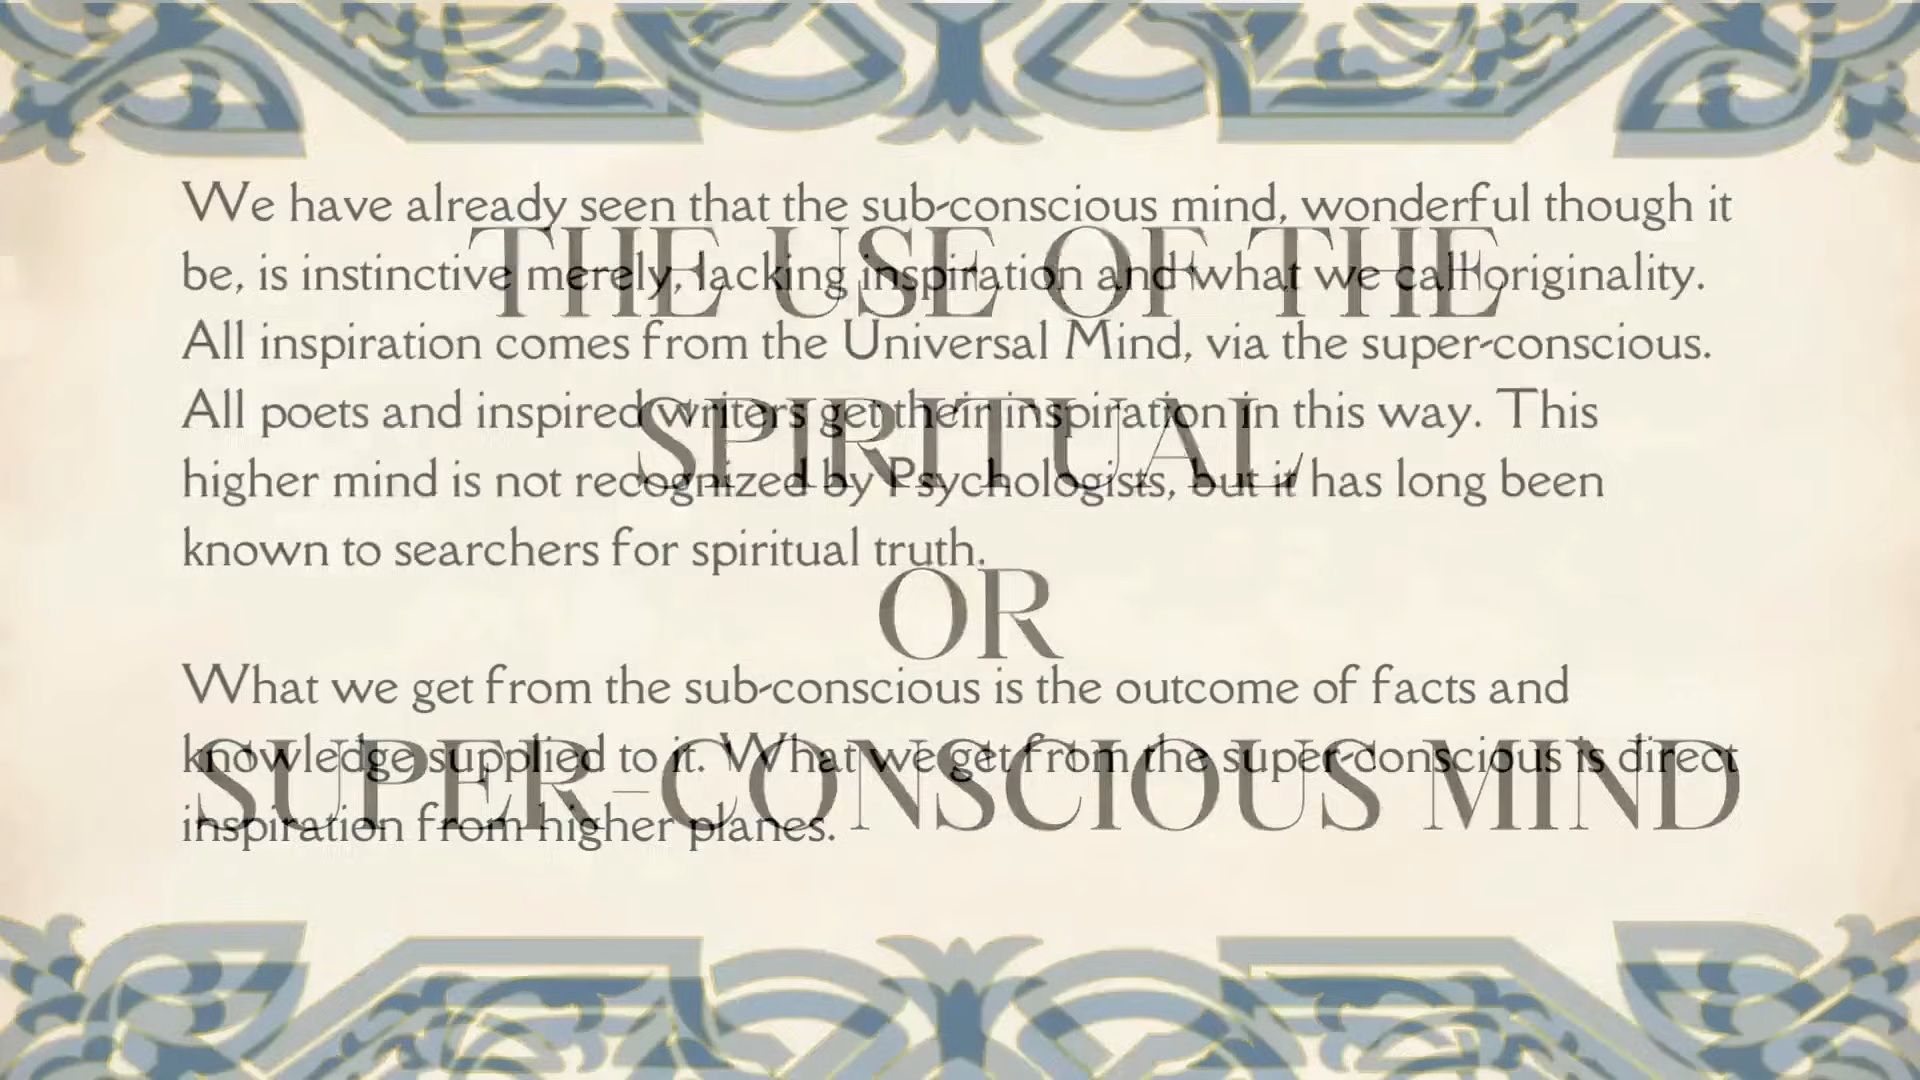 THE USE OF THE
SPIRITUAL
OR
SUPER-CONSCIOUS MIND
We have already seen that the sub-conscious mind, wonderful though it
be, is instinctive merely, lacking inspiration and what we call originality.
All inspiration comes from the Universal Mind, via the super-conscious.
All poets and inspired writers get their inspiration in this way. This
higher mind is not recognized by Psychologists, but it has long been
known to searchers for spiritual truth.
What we get from the sub-conscious is the outcome of facts and
knowledge supplied to it. What we get from the super-conscious is direct
inspiration from higher planes.